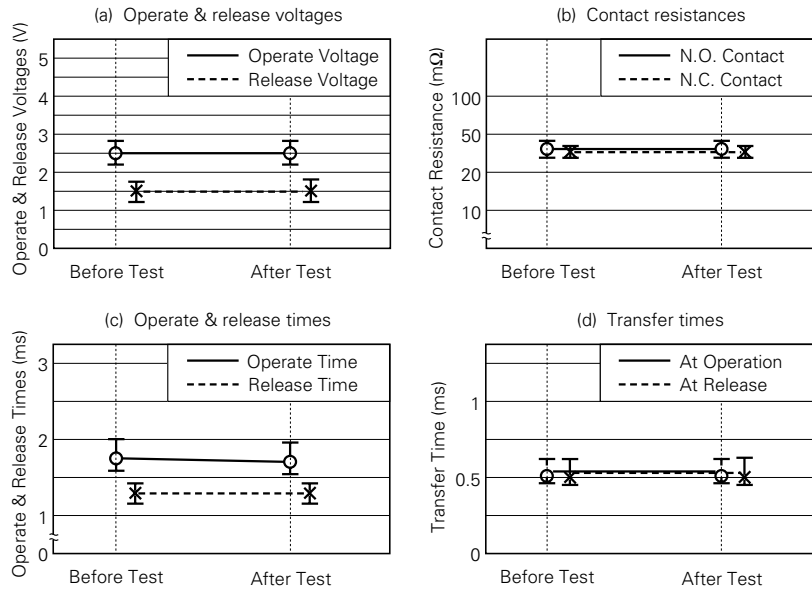 (a) Operate & release voltages
Operate & Release Voltages (V)
5
4
3
2
1
0
Operate Voltage
Release Voltage
Before Test
After Test
(b) Contact resistances
Contact Resistance (mΩ)
100
50
20
10
N.O. Contact
N.C. Contact
Before Test
After Test
(c) Operate & release times
Operate & Release Times (ms)
3
2
1
0
Operate Time
Release Time
Before Test
After Test
(d) Transfer times
Transfer Time (ms)
1
0.5
0
At Operation
At Release
Before Test
After Test